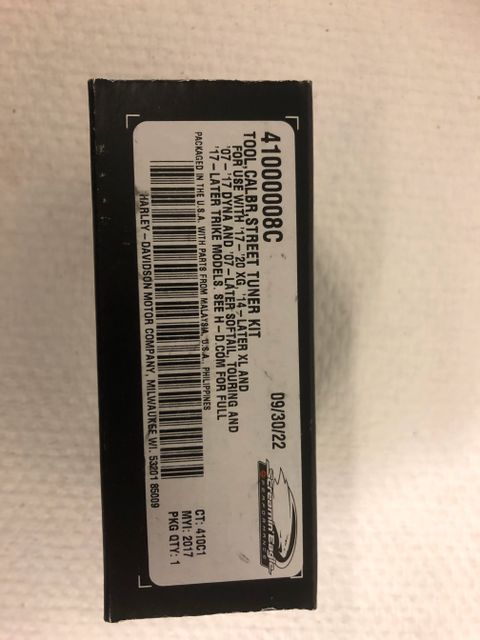 41000008C
09/30/22
TOOL,CALBR,STREET TUNER KIT
FOR USE WITH '17-'20 XG, '14-LATER XL AND
'07-'17 DYNA AND '07-LATER SOFTAIL, TOURING AND
'17-LATER TRIKE MODELS. SEE H-D.COM FOR FULL
Screamin' Eagle
PERFORMANCE
PACKAGED IN THE U.S.A. WITH PARTS FROM MALAYSIA, U.S.A., PHILIPPINES
CT: 410C1
MYI: 2017
PKG QTY: 1
HARLEY-DAVIDSON MOTOR COMPANY, MILWAUKEE WI. 53201 85009